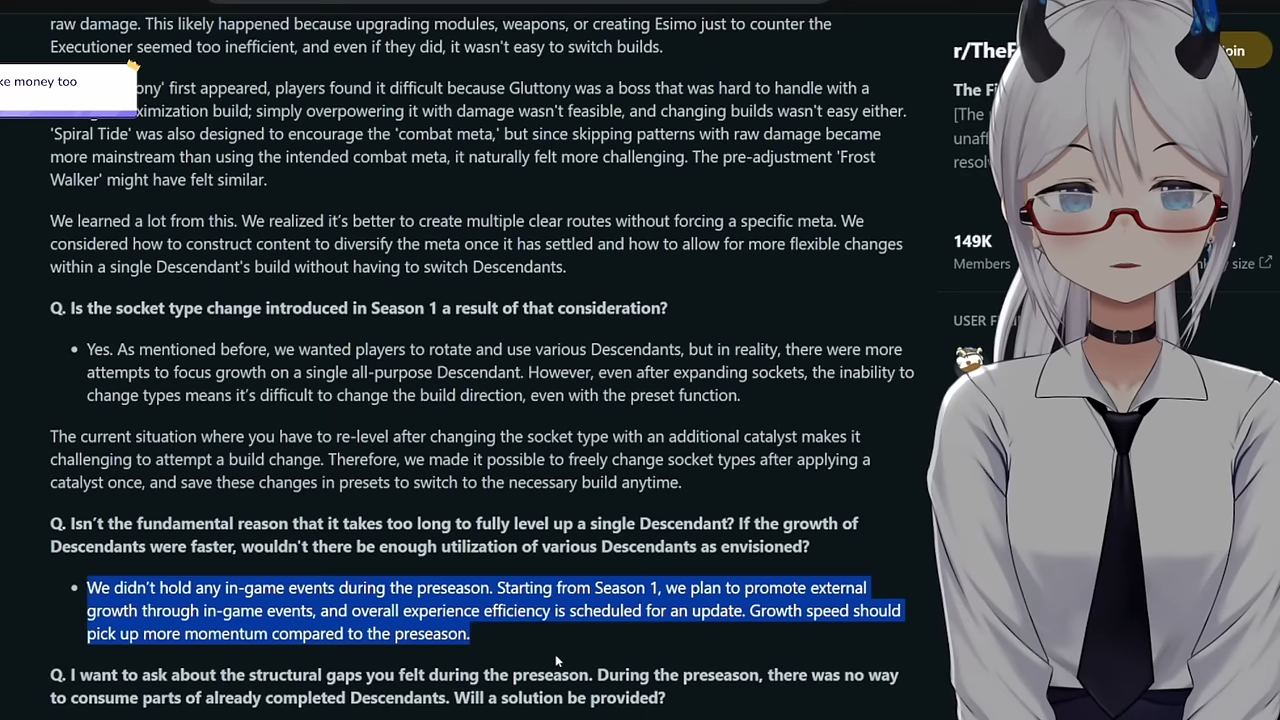 raw damage. This likely happened because upgrading modules, weapons, or creating Esimo just to counter the
Executioner seemed too inefficient, and even if they did, it wasn't easy to switch builds.
ke money too
ony' first appeared, players found it difficult because Gluttony was a boss that was hard to handle with a
ximization build; simply overpowering it with damage wasn't feasible, and changing builds wasn't easy either.
'Spiral Tide' was also designed to encourage the 'combat meta,' but since skipping patterns with raw damage became
more mainstream than using the intended combat meta, it naturally felt more challenging. The pre-adjustment 'Frost
Walker' might have felt similar.
We learned a lot from this. We realized it's better to create multiple clear routes without forcing a specific meta. We
considered how to construct content to diversify the meta once it has settled and how to allow for more flexible changes
within a single Descendant's build without having to switch Descendants.
Q. Is the socket type change introduced in Season 1 a result of that consideration?
• Yes. As mentioned before, we wanted players to rotate and use various Descendants, but in reality, there were more
attempts to focus growth on a single all-purpose Descendant. However, even after expanding sockets, the inability to
change types means it's difficult to change the build direction, even with the preset function.
The current situation where you have to re-level after changing the socket type with an additional catalyst makes it
challenging to attempt a build change. Therefore, we made it possible to freely change socket types after applying a
catalyst once, and save these changes in presets to switch to the necessary build anytime.
Q. Isn't the fundamental reason that it takes too long to fully level up a single Descendant? If the growth of
Descendants were faster, wouldn't there be enough utilization of various Descendants as envisioned?
• We didn't hold any in-game events during the preseason. Starting from Season 1, we plan to promote external
growth through in-game events, and overall experience efficiency is scheduled for an update. Growth speed should
pick up more momentum compared to the preseason.
Q. I want to ask about the structural gaps you felt during the preseason. During the preseason, there was no way
to consume parts of already completed Descendants. Will a solution be provided?
r/TheF
oin
The Fi
[The
unaff
resolv
149K
Members
size
USER F